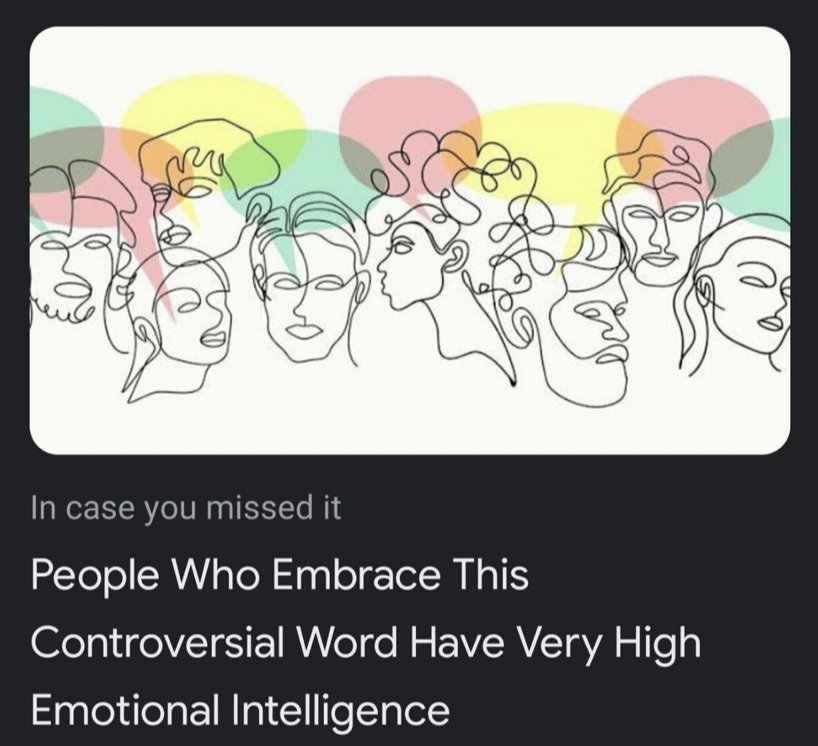 In case you missed it
People Who Embrace This
Controversial Word Have Very High
Emotional Intelligence